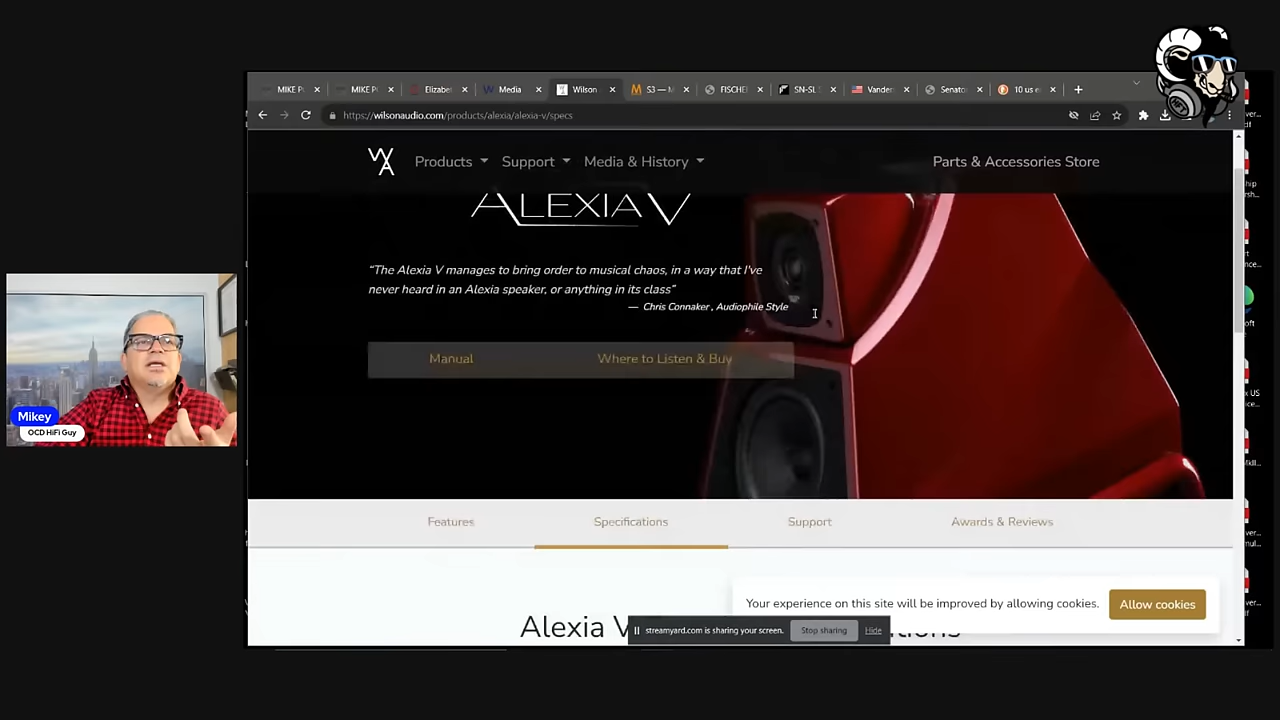 MIKE P
MIKE P
Elizabe
Media
Wilson
S3 — M
FISCHE
SN-SL
Vander
Senato
10 us e
https://wilsonaudio.com/products/alexia/alexia-v/specs
WA
Products
Support
Media & History
Parts & Accessories Store
ALEXIA V
“The Alexia V manages to bring order to musical chaos, in a way that I've
never heard in an Alexia speaker, or anything in its class”
— Chris Connaker, Audiophile Style
Manual
Where to Listen & Buy
Mikey
OCD HiFi Guy
Features
Specifications
Support
Awards & Reviews
Your experience on this site will be improved by allowing cookies.
Allow cookies
Alexia V
streamyard.com is sharing your screen.
Stop sharing
Hide